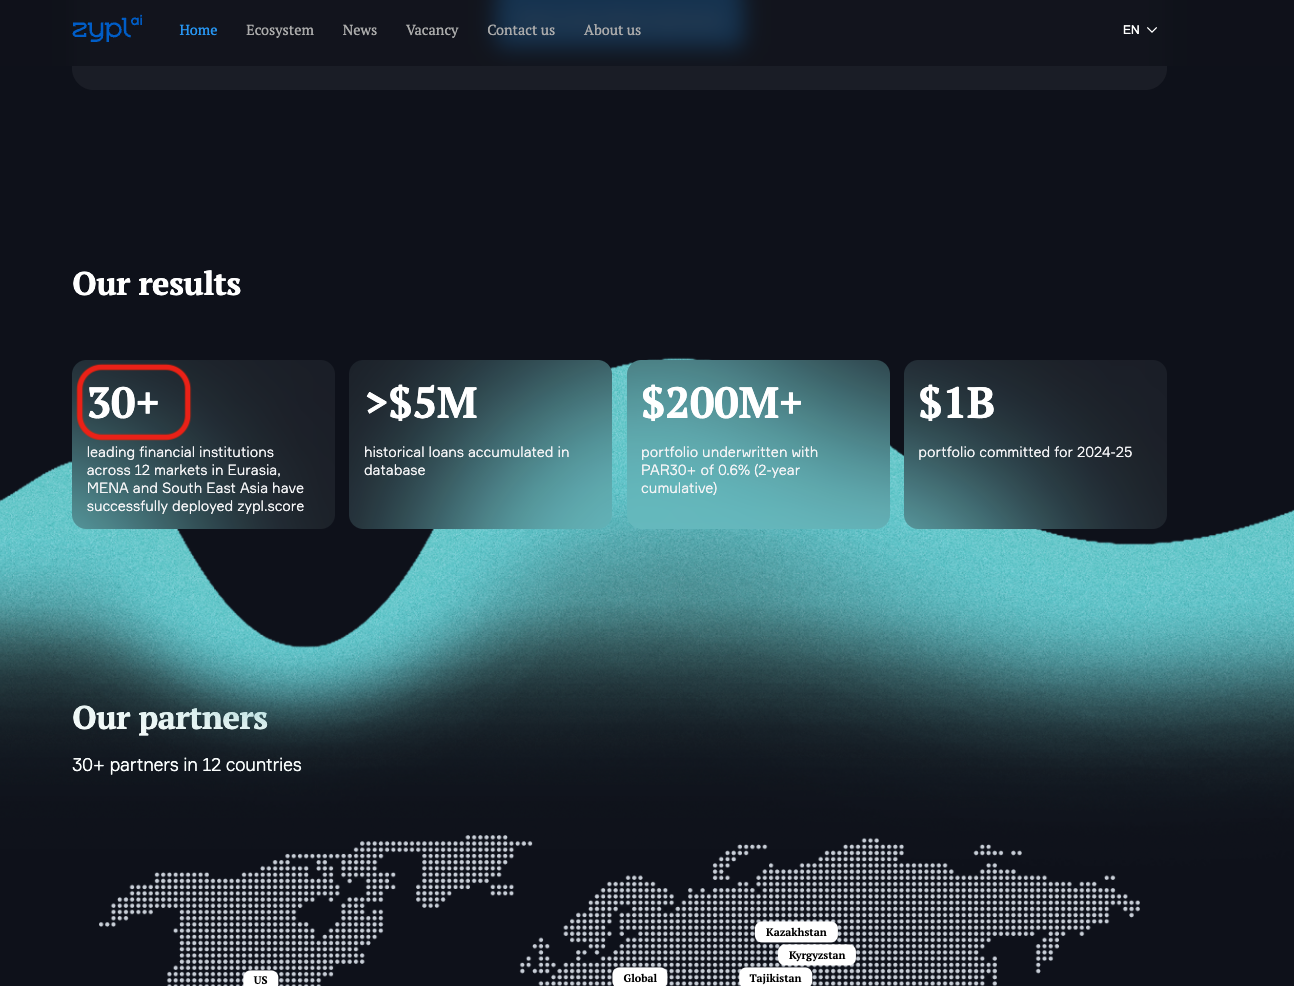 zypl ai
Home Ecosystem News Vacancy Contact us About us EN
Our results
30+
leading financial institutions
across 12 markets in Eurasia,
MENA and South East Asia have
successfully deployed zypl.score
>$5M
historical loans accumulated in
database
$200M+
portfolio underwritten with
PAR30+ of 0.6% (2-year
cumulative)
$1B
portfolio committed for 2024-25
Our partners
30+ partners in 12 countries
Kazakhstan
Kyrgyzstan
US
Global
Tajikistan